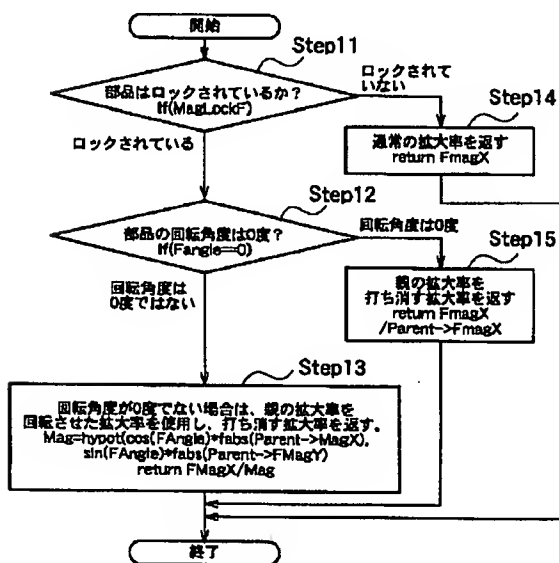 開始
Step11
部品はロックされているか?
if(MagLockF)
ロックされて
いない
Step14
通常の拡大率を返す
return FmagX
ロックされている
Step12
部品の回転角度は0度?
if(Fangle==0)
回転角度は0度
Step15
親の拡大率を
打ち消す拡大率を返す
return FmagX
/Parent->FmagX
回転角度は
0度ではない
Step13
回転角度が0度でない場合は、親の拡大率を
回転させた拡大率を使用し、打ち消す拡大率を返す。
Mag=hypot(cos(FAngle)*fabs(Parent->MagX),
sin(FAngle)*fabs(Parent->FMagY)
return FMagX/Mag
終了